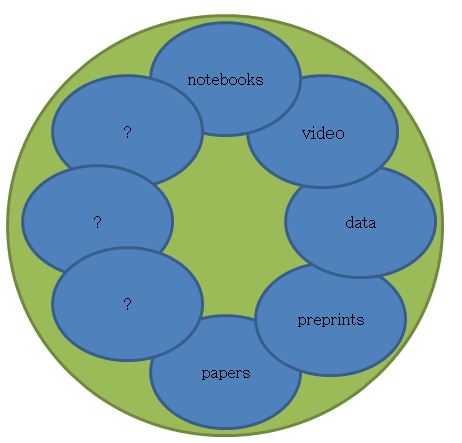 notebooks
?
video
?
data
?
preprints
papers